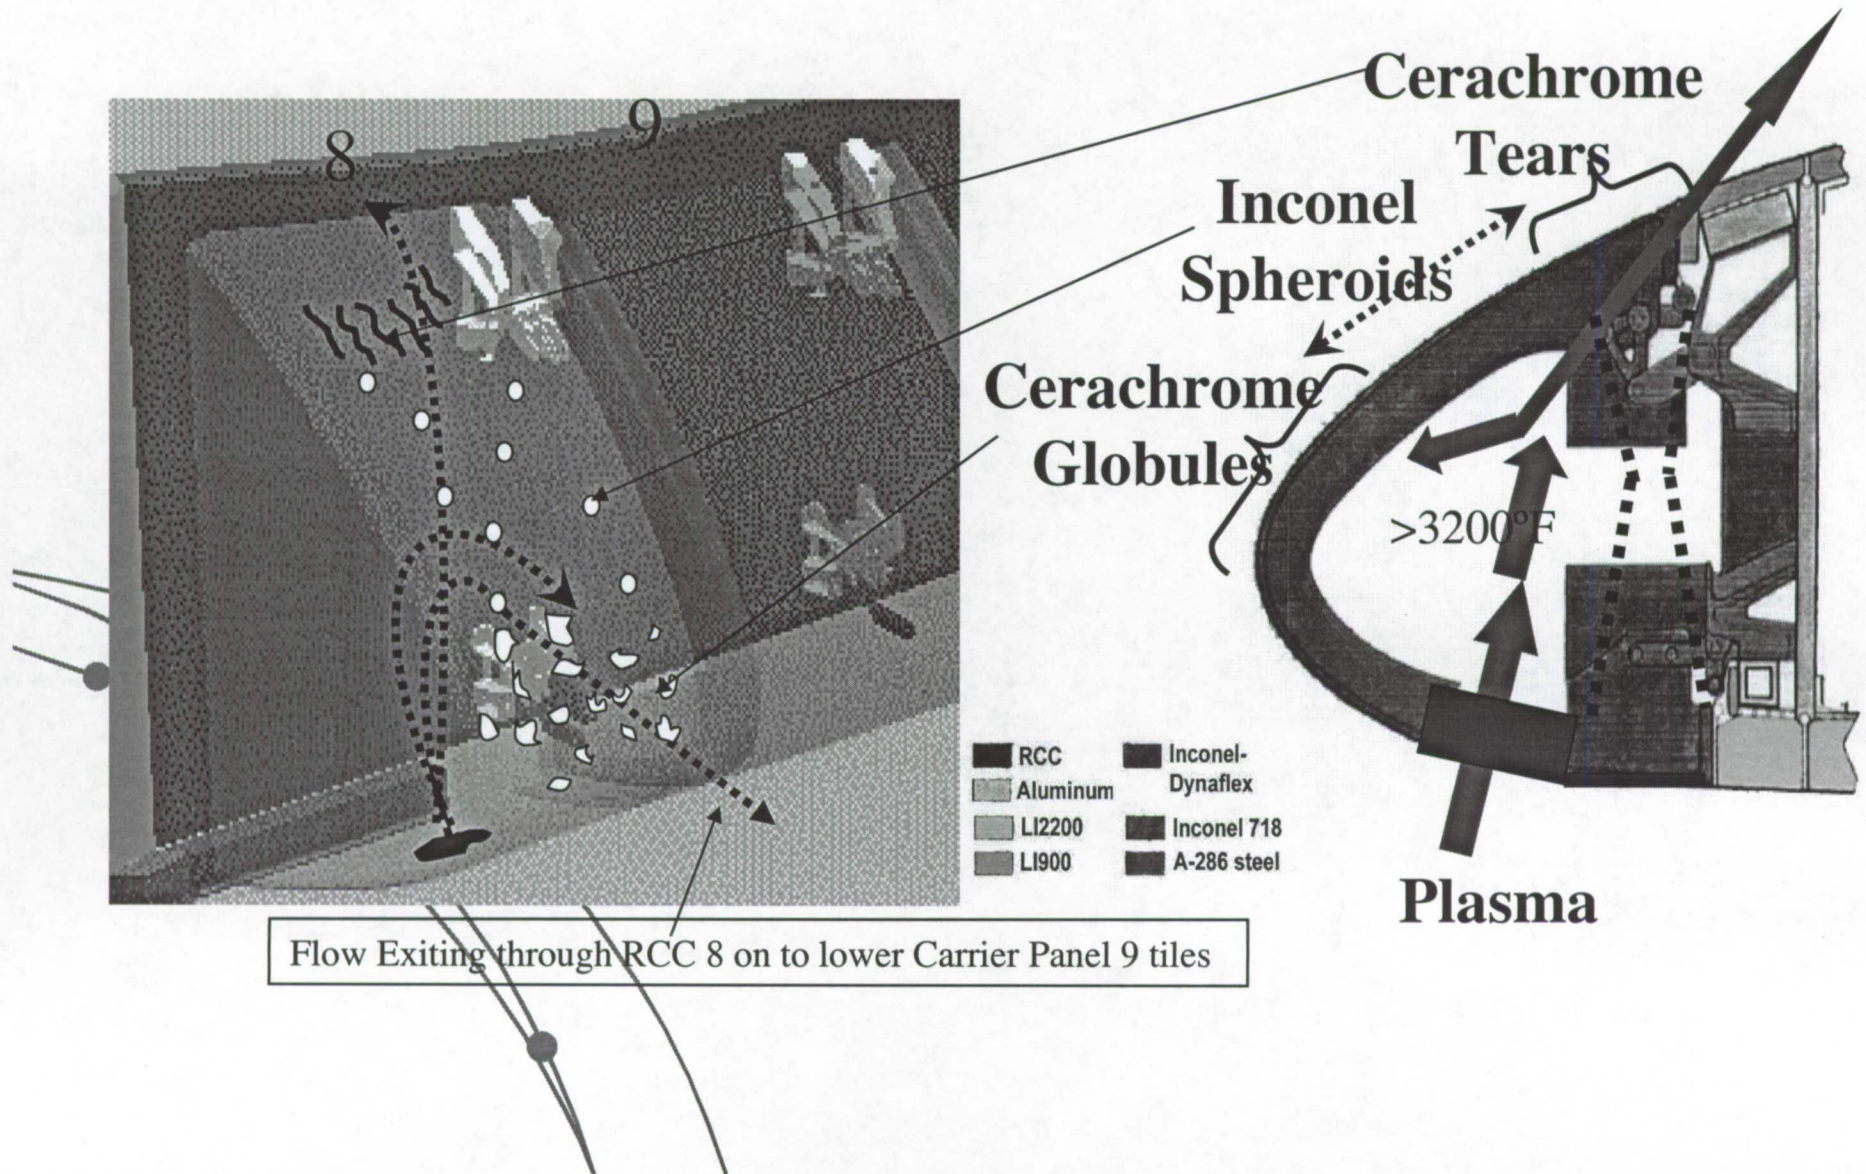 8
9
Cerachrome
Tears
Inconel
Spheroids
Cerachrome
Globules
>3200°F
RCC
Aluminum
LI2200
LI900
Inconel-
Dynaflex
Inconel 718
A-286 steel
Plasma
Flow Exiting through RCC 8 on to lower Carrier Panel 9 tiles